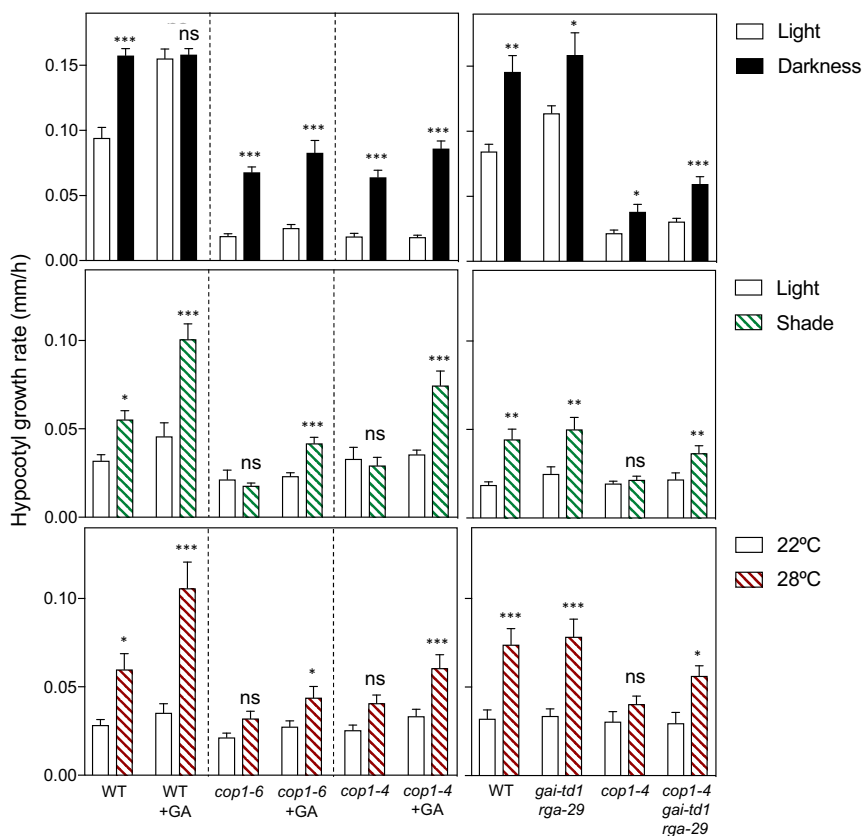 Hypocotyl growth rate (mm/h)
0.15
0.10
0.05
0.00
*** ns *** *** *** ***
** * * ***
Light
Darkness
0.10
0.05
0.00
* *** ns *** ns ***
** ** ns **
Light
Shade
0.10
0.05
0.00
* *** ns * ns ***
*** *** ns *
22ºC
28ºC
WT
WT
+GA
cop1-6
cop1-6
+GA
cop1-4
cop1-4
+GA
WT
gai-td1
rga-29
cop1-4
cop1-4
gai-td1
rga-29